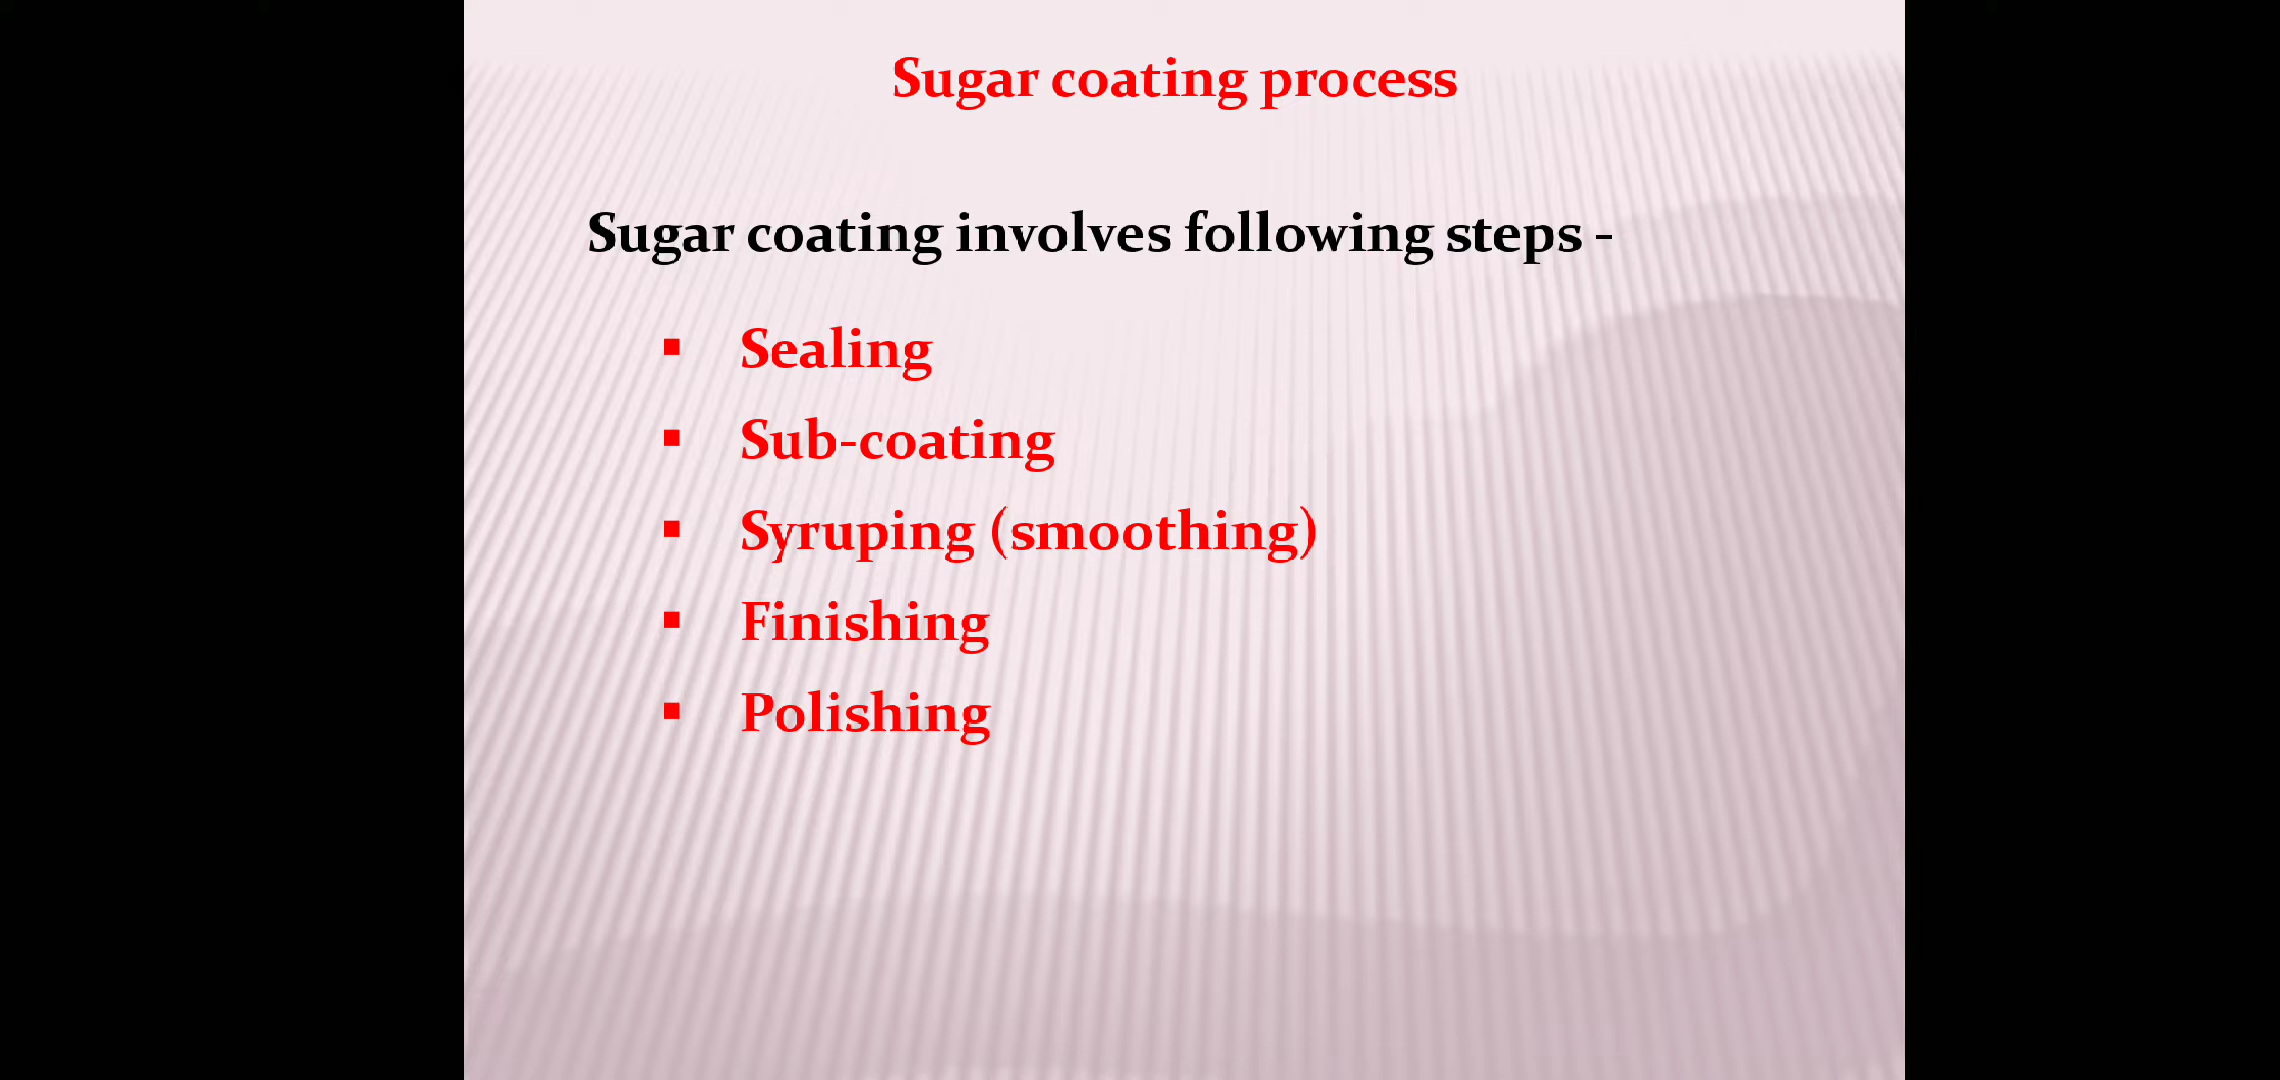 Sugar coating process
Sugar coating involves following steps -
▪ Sealing
▪ Sub-coating
▪ Syruping (smoothing)
▪ Finishing
▪ Polishing